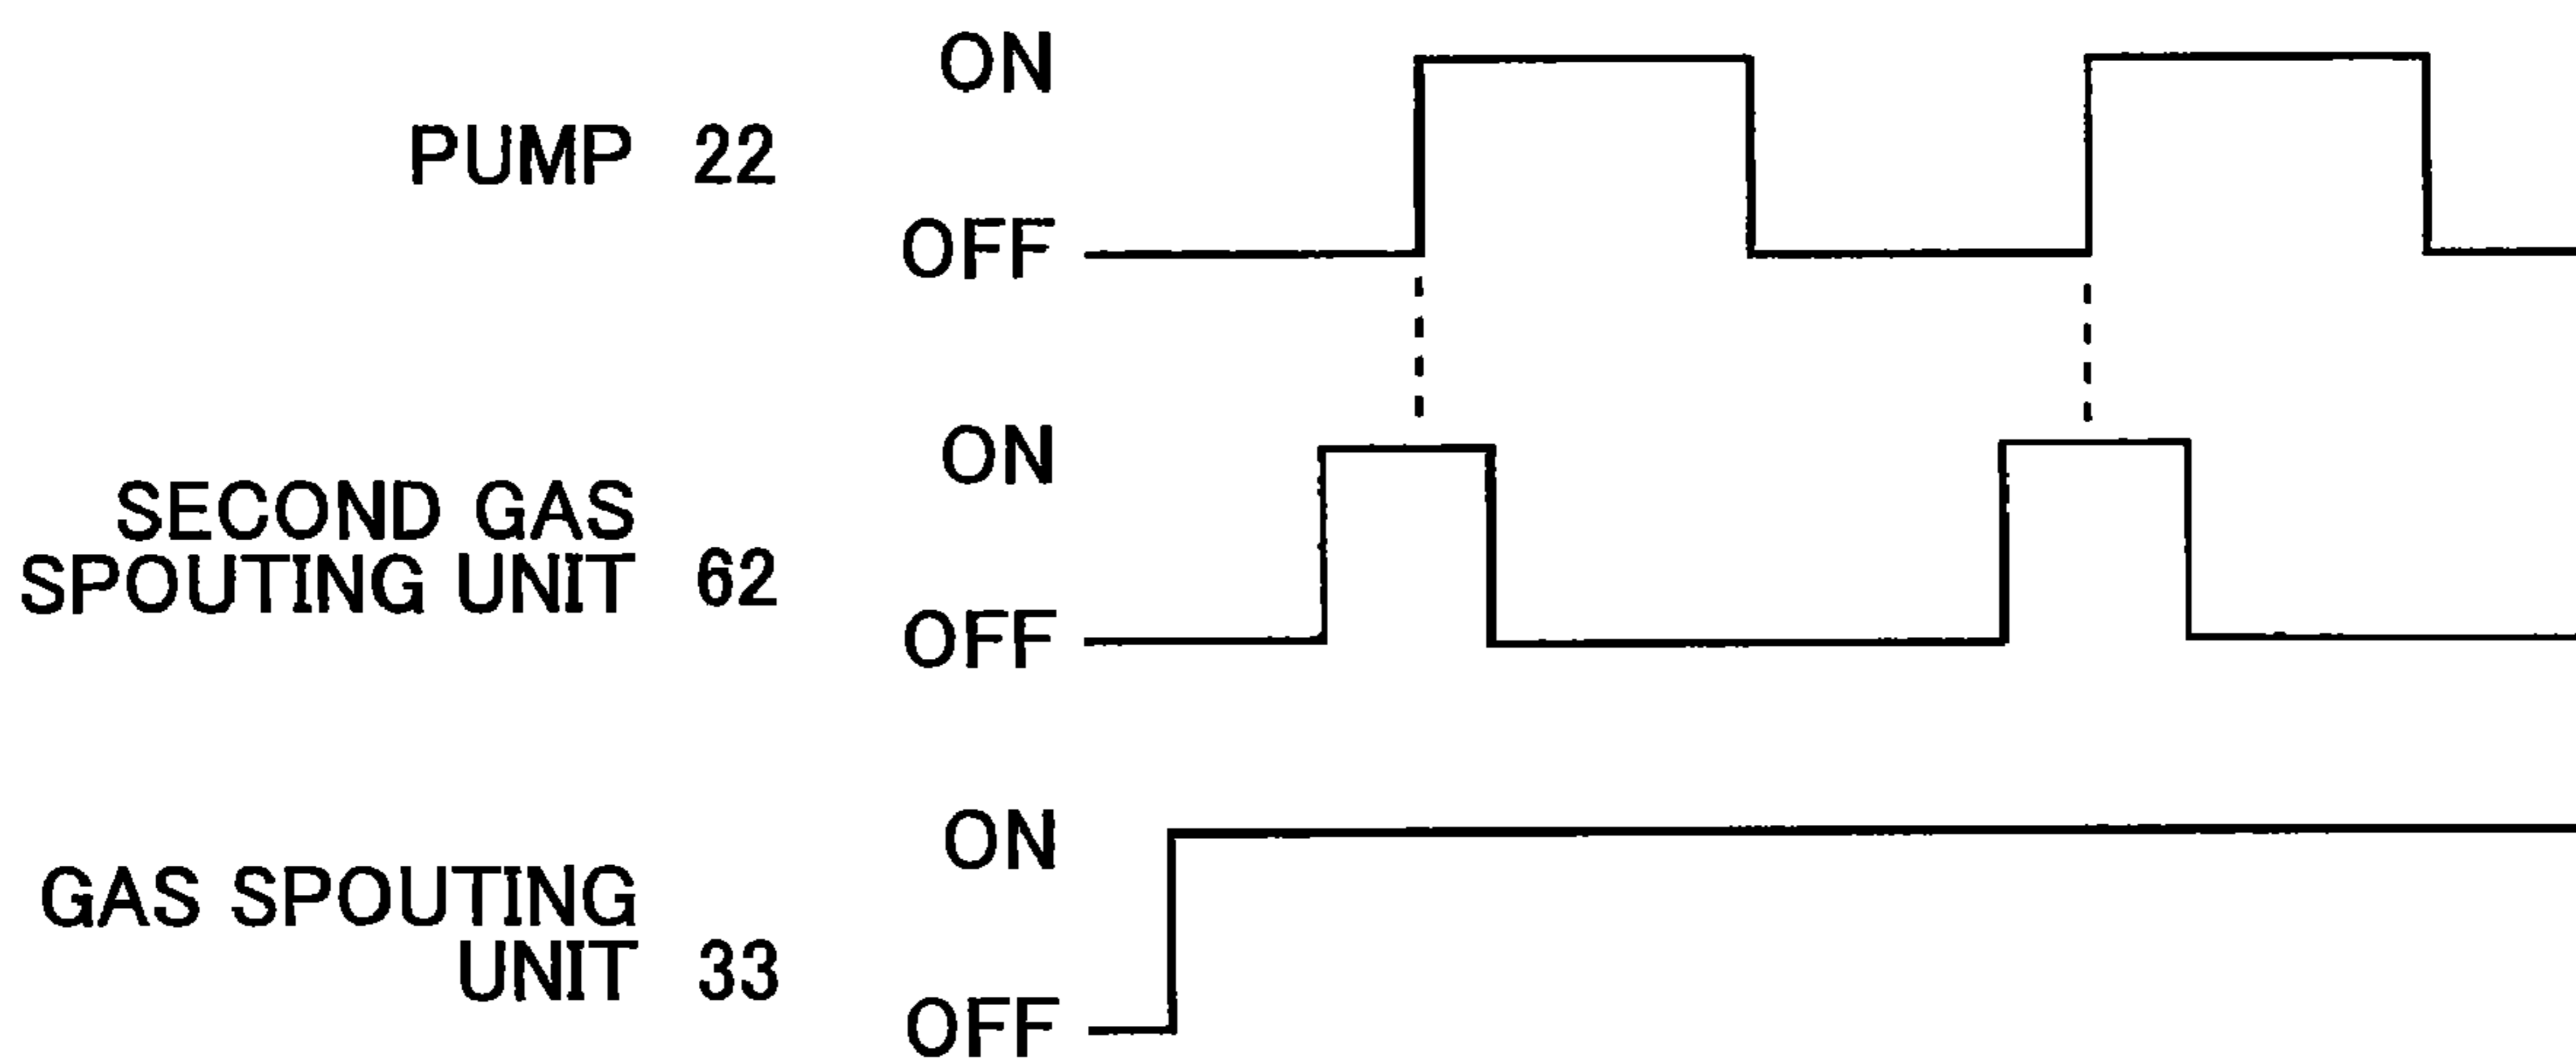 ON
PUMP 22
OFF
ON
SECOND GAS
SPOUTING UNIT 62
OFF
ON
GAS SPOUTING
UNIT 33
OFF